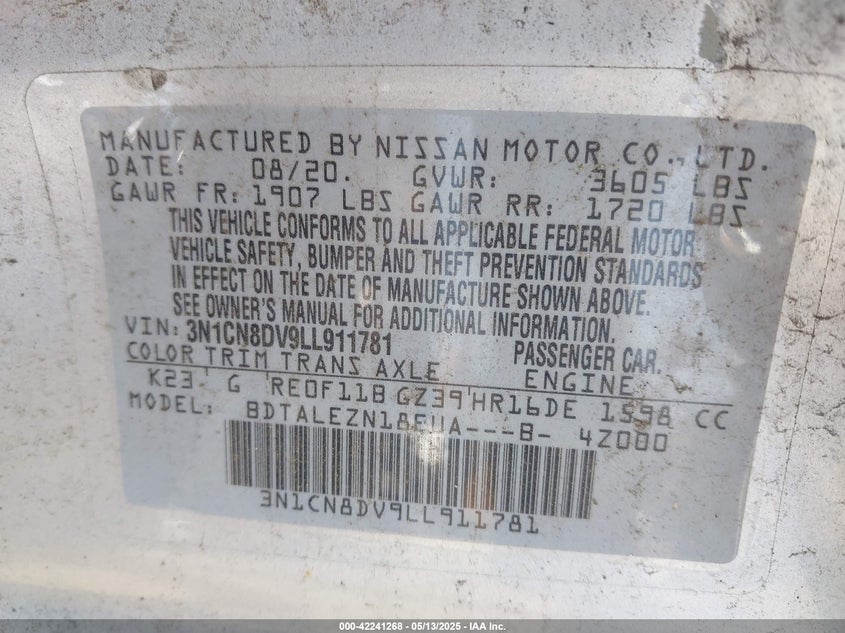 MANUFACTURED BY NISSAN MOTOR CO., LTD.
DATE: 08/20. GVWR: 3605 LBS
GAWR FR: 1907 LBS GAWR RR: 1720 LBS
THIS VEHICLE CONFORMS TO ALL APPLICABLE FEDERAL MOTOR
VEHICLE SAFETY, BUMPER AND THEFT PREVENTION STANDARDS
IN EFFECT ON THE DATE OF MANUFACTURE SHOWN ABOVE.
SEE OWNER'S MANUAL FOR ADDITIONAL INFORMATION.
VIN: 3N1CN8DV9LL911781 PASSENGER CAR.
COLOR TRIM TRANS AXLE ENGINE
K23 G RE0F11B GZ39 HR16DE 1598 CC
MODEL: BDTALEZN18EUA---B- 4Z000
3N1CN8DV9LL911781
000-42241268 - 05/13/2025 - IAA Inc.